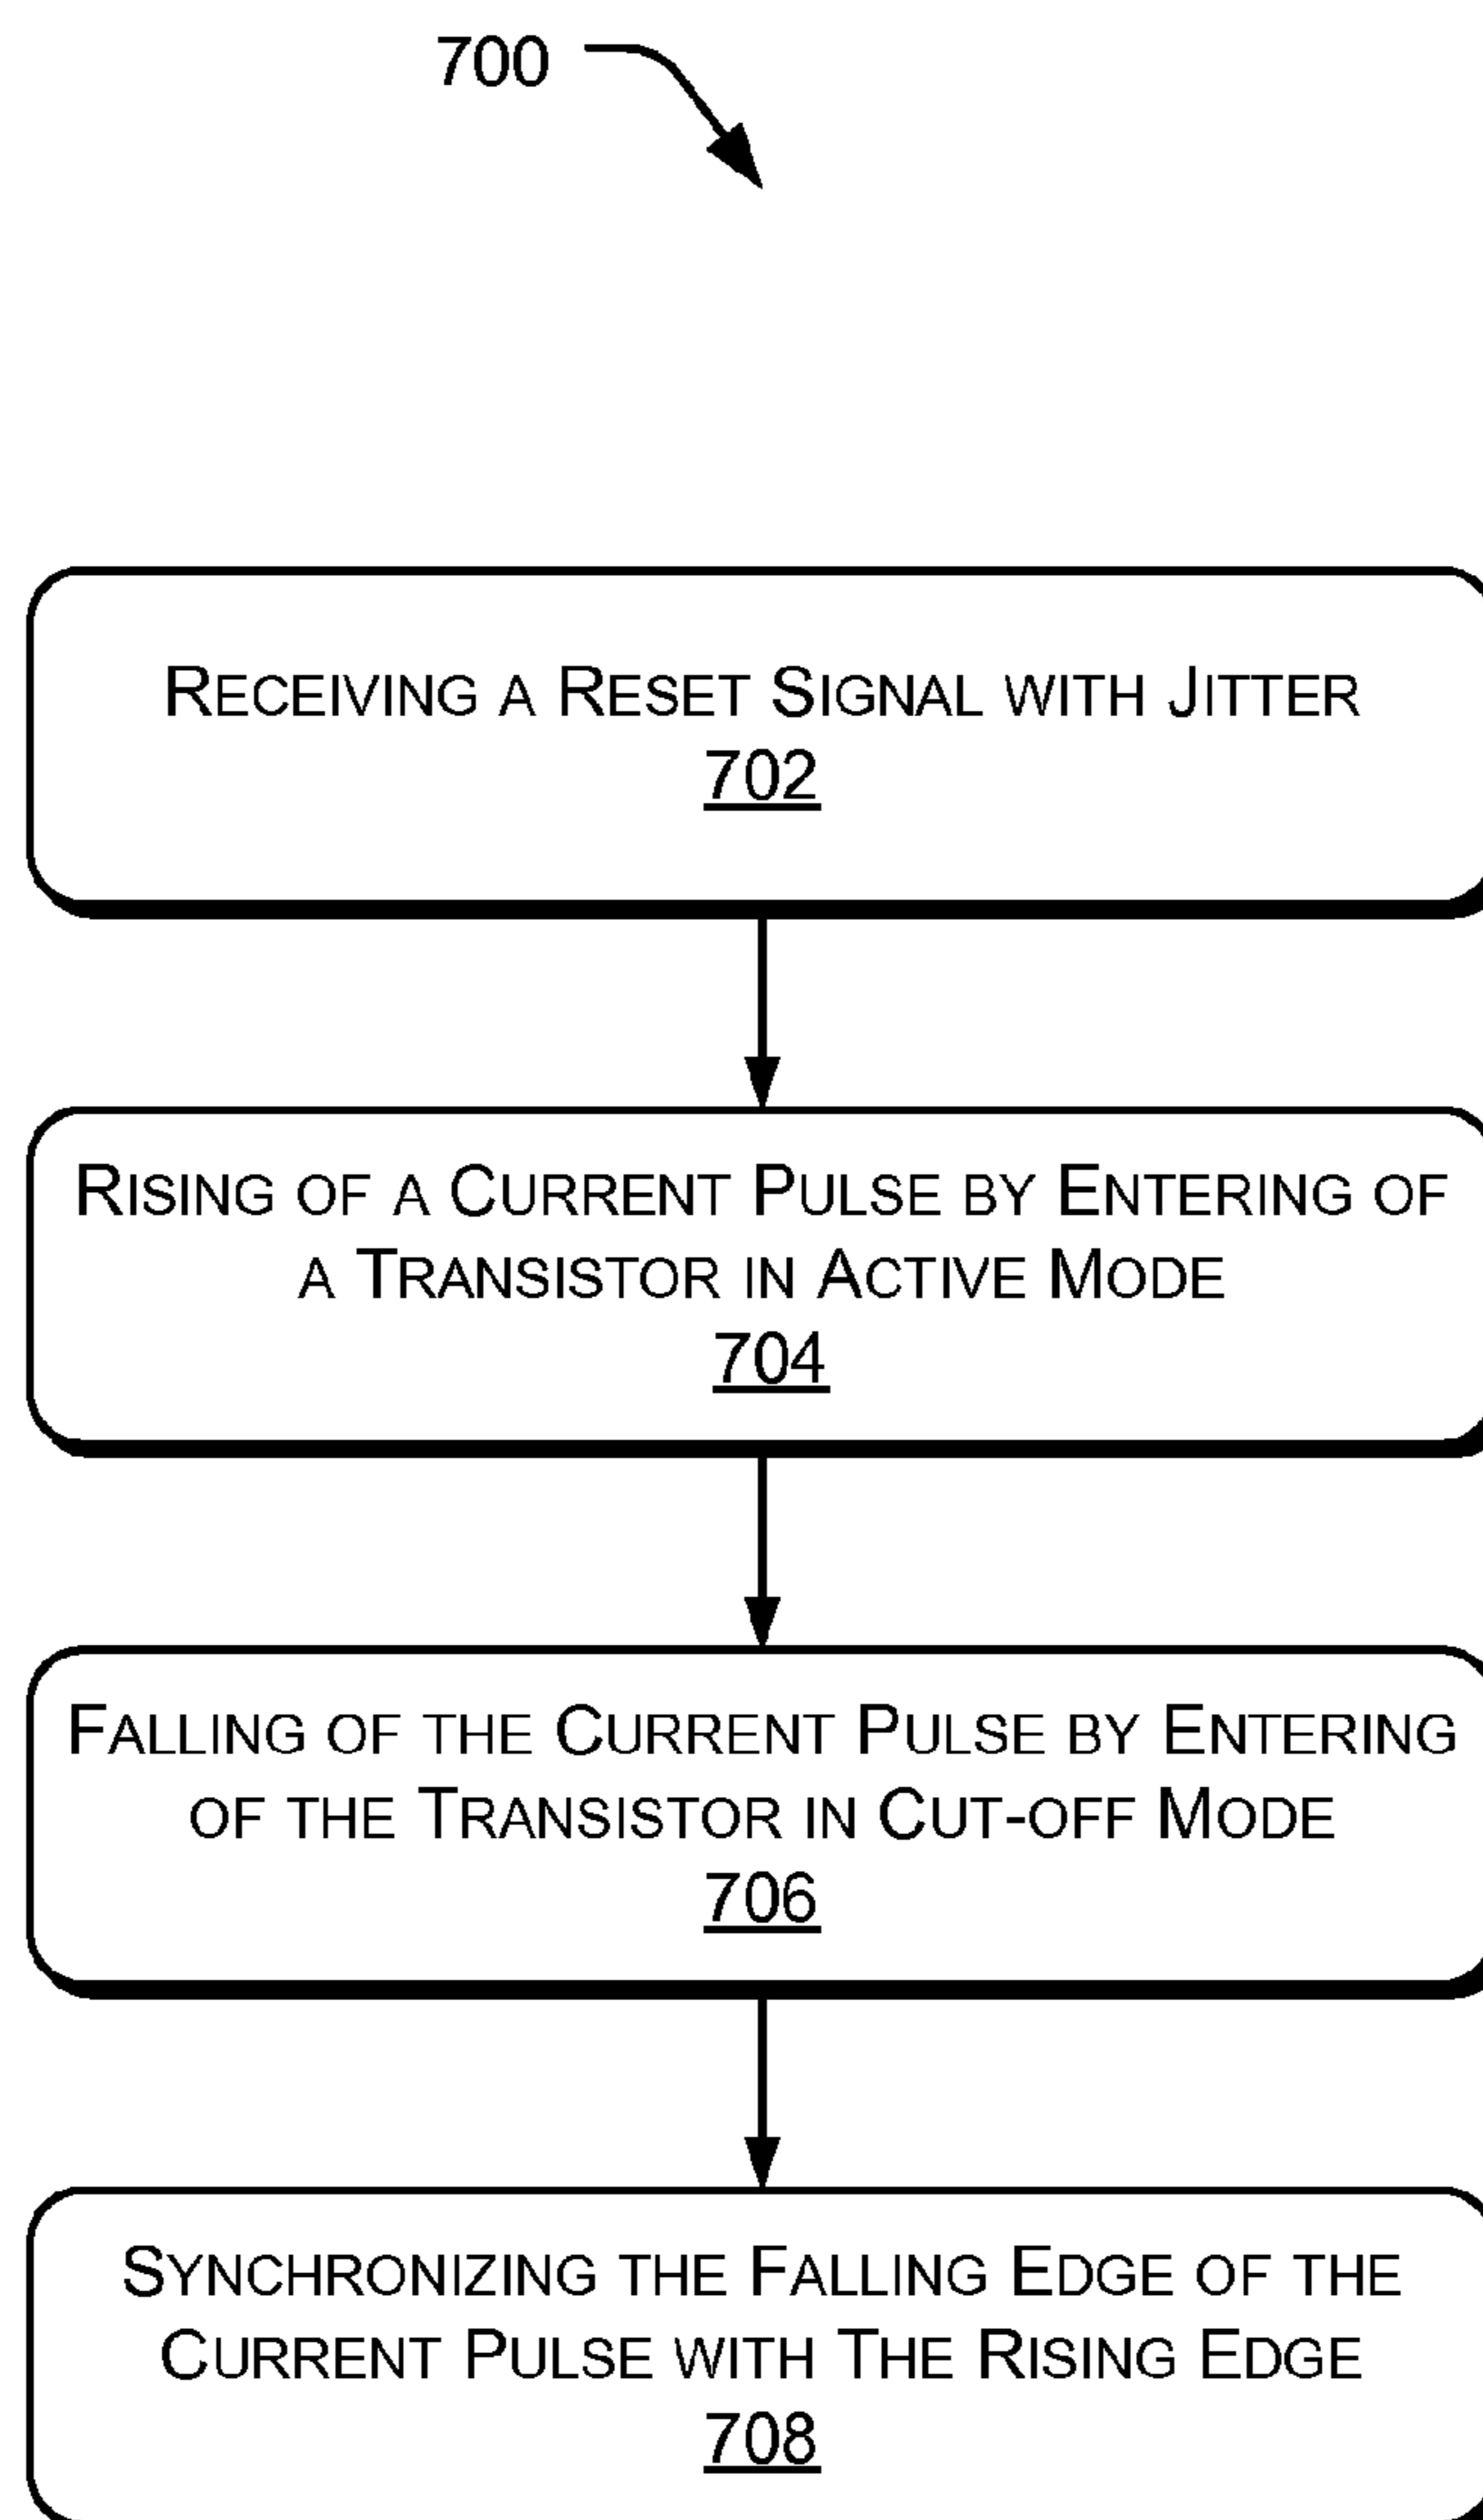 700
RECEIVING A RESET SIGNAL WITH JITTER
702
RISING OF A CURRENT PULSE BY ENTERING OF
A TRANSISTOR IN ACTIVE MODE
704
FALLING OF THE CURRENT PULSE BY ENTERING
OF THE TRANSISTOR IN CUT-OFF MODE
706
SYNCHRONIZING THE FALLING EDGE OF THE
CURRENT PULSE WITH THE RISING EDGE
708